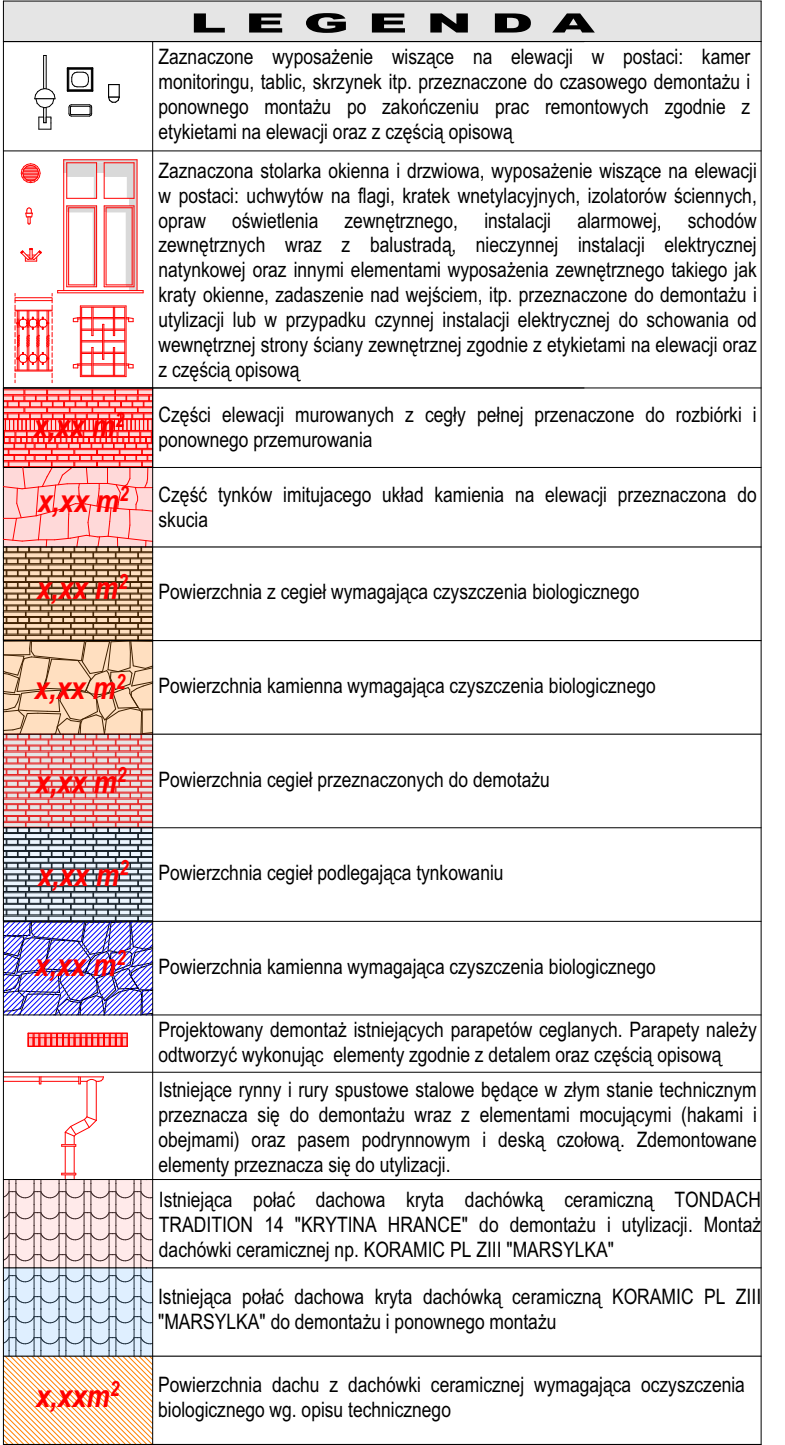 LEGENDA
Zaznaczone wyposażenie wiszące na elewacji w postaci: kamer
monitoringu, tablic, skrzynek itp. przeznaczone do czasowego demontażu i
ponownego montażu po zakończeniu prac remontowych zgodnie z
etykietami na elewacji oraz z częścią opisową
Zaznaczona stolarka okienna i drzwiowa, wyposażenie wiszące na elewacji
w postaci: uchwytów na flagi, kratek wnetylacyjnych, izolatorów ściennych,
opraw oświetlenia zewnętrznego, instalacji alarmowej, schodów
zewnętrznych wraz z balustradą, nieczynnej instalacji elektrycznej
natynkowej oraz innymi elementami wyposażenia zewnętrznego takiego jak
kraty okienne, zadaszenie nad wejściem, itp. przeznaczone do demontażu i
utylizacji lub w przypadku czynnej instalacji elektrycznej do schowania od
wewnętrznej strony ściany zewnętrznej zgodnie z etykietami na elewacji oraz
z częścią opisową
x,xx m²
Części elewacji murowanych z cegły pełnej przenaczone do rozbiórki i
ponownego przemurowania
x,xx m²
Część tynków imitujacego układ kamienia na elewacji przeznaczona do
skucia
x,xx m²
Powierzchnia z cegieł wymagająca czyszczenia biologicznego
x,xx m²
Powierzchnia kamienna wymagająca czyszczenia biologicznego
x,xx m²
Powierzchnia cegieł przeznaczonych do demotażu
x,xx m²
Powierzchnia cegieł podlegająca tynkowaniu
x,xx m²
Powierzchnia kamienna wymagająca czyszczenia biologicznego
Projektowany demontaż istniejących parapetów ceglanych. Parapety należy
odtworzyć wykonując elementy zgodnie z detalem oraz częścią opisową
Istniejące rynny i rury spustowe stalowe będące w złym stanie technicznym
przeznacza się do demontażu wraz z elementami mocującymi (hakami i
obejmami) oraz pasem podrynnowym i deską czołową. Zdemontowane
elementy przeznacza się do utylizacji.
Istniejąca połać dachowa kryta dachówką ceramiczną TONDACH
TRADITION 14 "KRYTINA HRANCE" do demontażu i utylizacji. Montaż
dachówki ceramicznej np. KORAMIC PL ZIII "MARSYLKA"
Istniejąca połać dachowa kryta dachówką ceramiczną KORAMIC PL ZIII
"MARSYLKA" do demontażu i ponownego montażu
x,xxm²
Powierzchnia dachu z dachówki ceramicznej wymagająca oczyszczenia
biologicznego wg. opisu technicznego